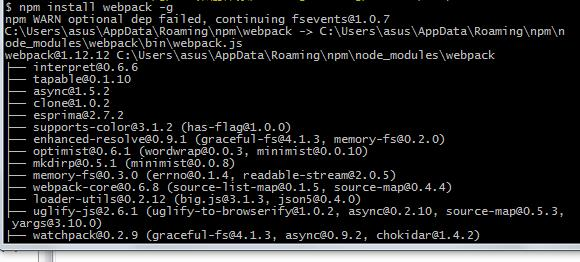 $ npm install webpack -g
npm WARN optional dep failed, continuing fsevents@1.0.7
C:\Users\asus\AppData\Roaming\npm\webpack -> C:\Users\asus\AppData\Roaming\npm\n
ode_modules\webpack\bin\webpack.js
webpack@1.12.12 C:\Users\asus\AppData\Roaming\npm\node_modules\webpack
├── interpret@0.6.6
├── tapable@0.1.10
├── async@1.5.2
├── clone@1.0.2
├── esprima@2.7.2
├── supports-color@3.1.2 (has-flag@1.0.0)
├── enhanced-resolve@0.9.1 (graceful-fs@4.1.3, memory-fs@0.2.0)
├── optimist@0.6.1 (wordwrap@0.0.3, minimist@0.0.10)
├── mkdirp@0.5.1 (minimist@0.0.8)
├── memory-fs@0.3.0 (errno@0.1.4, readable-stream@2.0.5)
├── webpack-core@0.6.8 (source-list-map@0.1.5, source-map@0.4.4)
├── loader-utils@0.2.12 (big.js@3.1.3, json5@0.4.0)
├── uglify-js@2.6.1 (uglify-to-browserify@1.0.2, async@0.2.10, source-map@0.5.3,
yargs@3.10.0)
├── watchpack@0.2.9 (graceful-fs@4.1.3, async@0.9.2, chokidar@1.4.2)